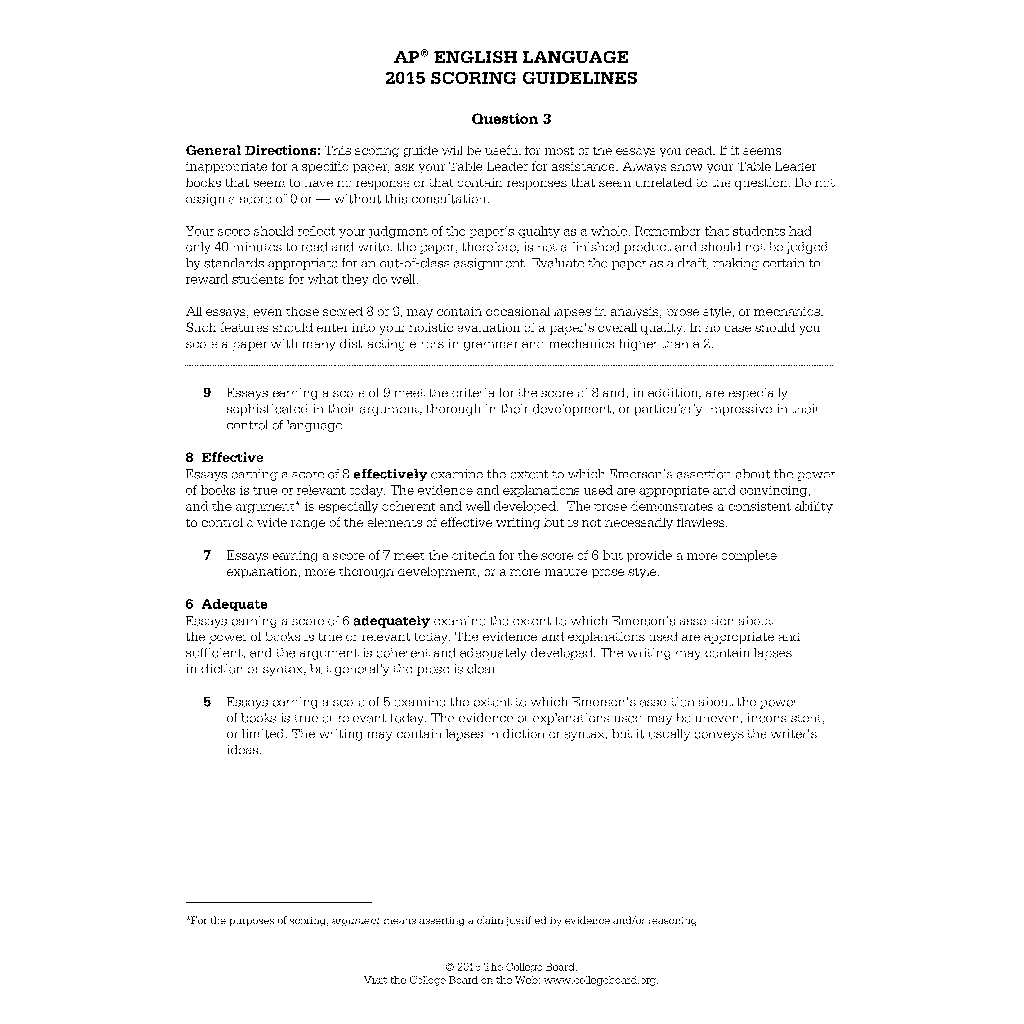 AP® ENGLISH LANGUAGE
2015 SCORING GUIDELINES
Question 3
General Directions: This scoring guide will be useful for most of the essays you read. If it seems
inappropriate for a specific paper, ask your Table Leader for assistance. Always show your Table Leader
books that seem to have no response or that contain responses that seem unrelated to the question. Do not
assign a score of 0 or — without this consultation.
Your score should reflect your judgment of the paper's quality as a whole. Remember that students had
only 40 minutes to read and write; the paper, therefore, is not a finished product and should not be judged
by standards appropriate for an out-of-class assignment. Evaluate the paper as a draft, making certain to
reward students for what they do well.
All essays, even those scored 8 or 9, may contain occasional lapses in analysis, prose style, or mechanics.
Such features should enter into your holistic evaluation of a paper's overall quality. In no case should you
score a paper with many distracting errors in grammar and mechanics higher than a 2.
9 Essays earning a score of 9 meet the criteria for the score of 8 and, in addition, are especially
sophisticated in their argument, thorough in their development, or particularly impressive in their
control of language.
8 Effective
Essays earning a score of 8 effectively examine the extent to which Emerson's assertion about the power
of books is true or relevant today. The evidence and explanations used are appropriate and convincing,
and the argument* is especially coherent and well developed. The prose demonstrates a consistent ability
to control a wide range of the elements of effective writing but is not necessarily flawless.
7 Essays earning a score of 7 meet the criteria for the score of 6 but provide a more complete
explanation, more thorough development, or a more mature prose style.
6 Adequate
Essays earning a score of 6 adequately examine the extent to which Emerson's assertion about
the power of books is true or relevant today. The evidence and explanations used are appropriate and
sufficient, and the argument is coherent and adequately developed. The writing may contain lapses
in diction or syntax, but generally the prose is clear.
5 Essays earning a score of 5 examine the extent to which Emerson's assertion about the power
of books is true or relevant today. The evidence or explanations used may be uneven, inconsistent,
or limited. The writing may contain lapses in diction or syntax, but it usually conveys the writer's
ideas.
*For the purposes of scoring, argument means asserting a claim justified by evidence and/or reasoning.
© 2015 The College Board.
Visit the College Board on the Web: www.collegeboard.org.